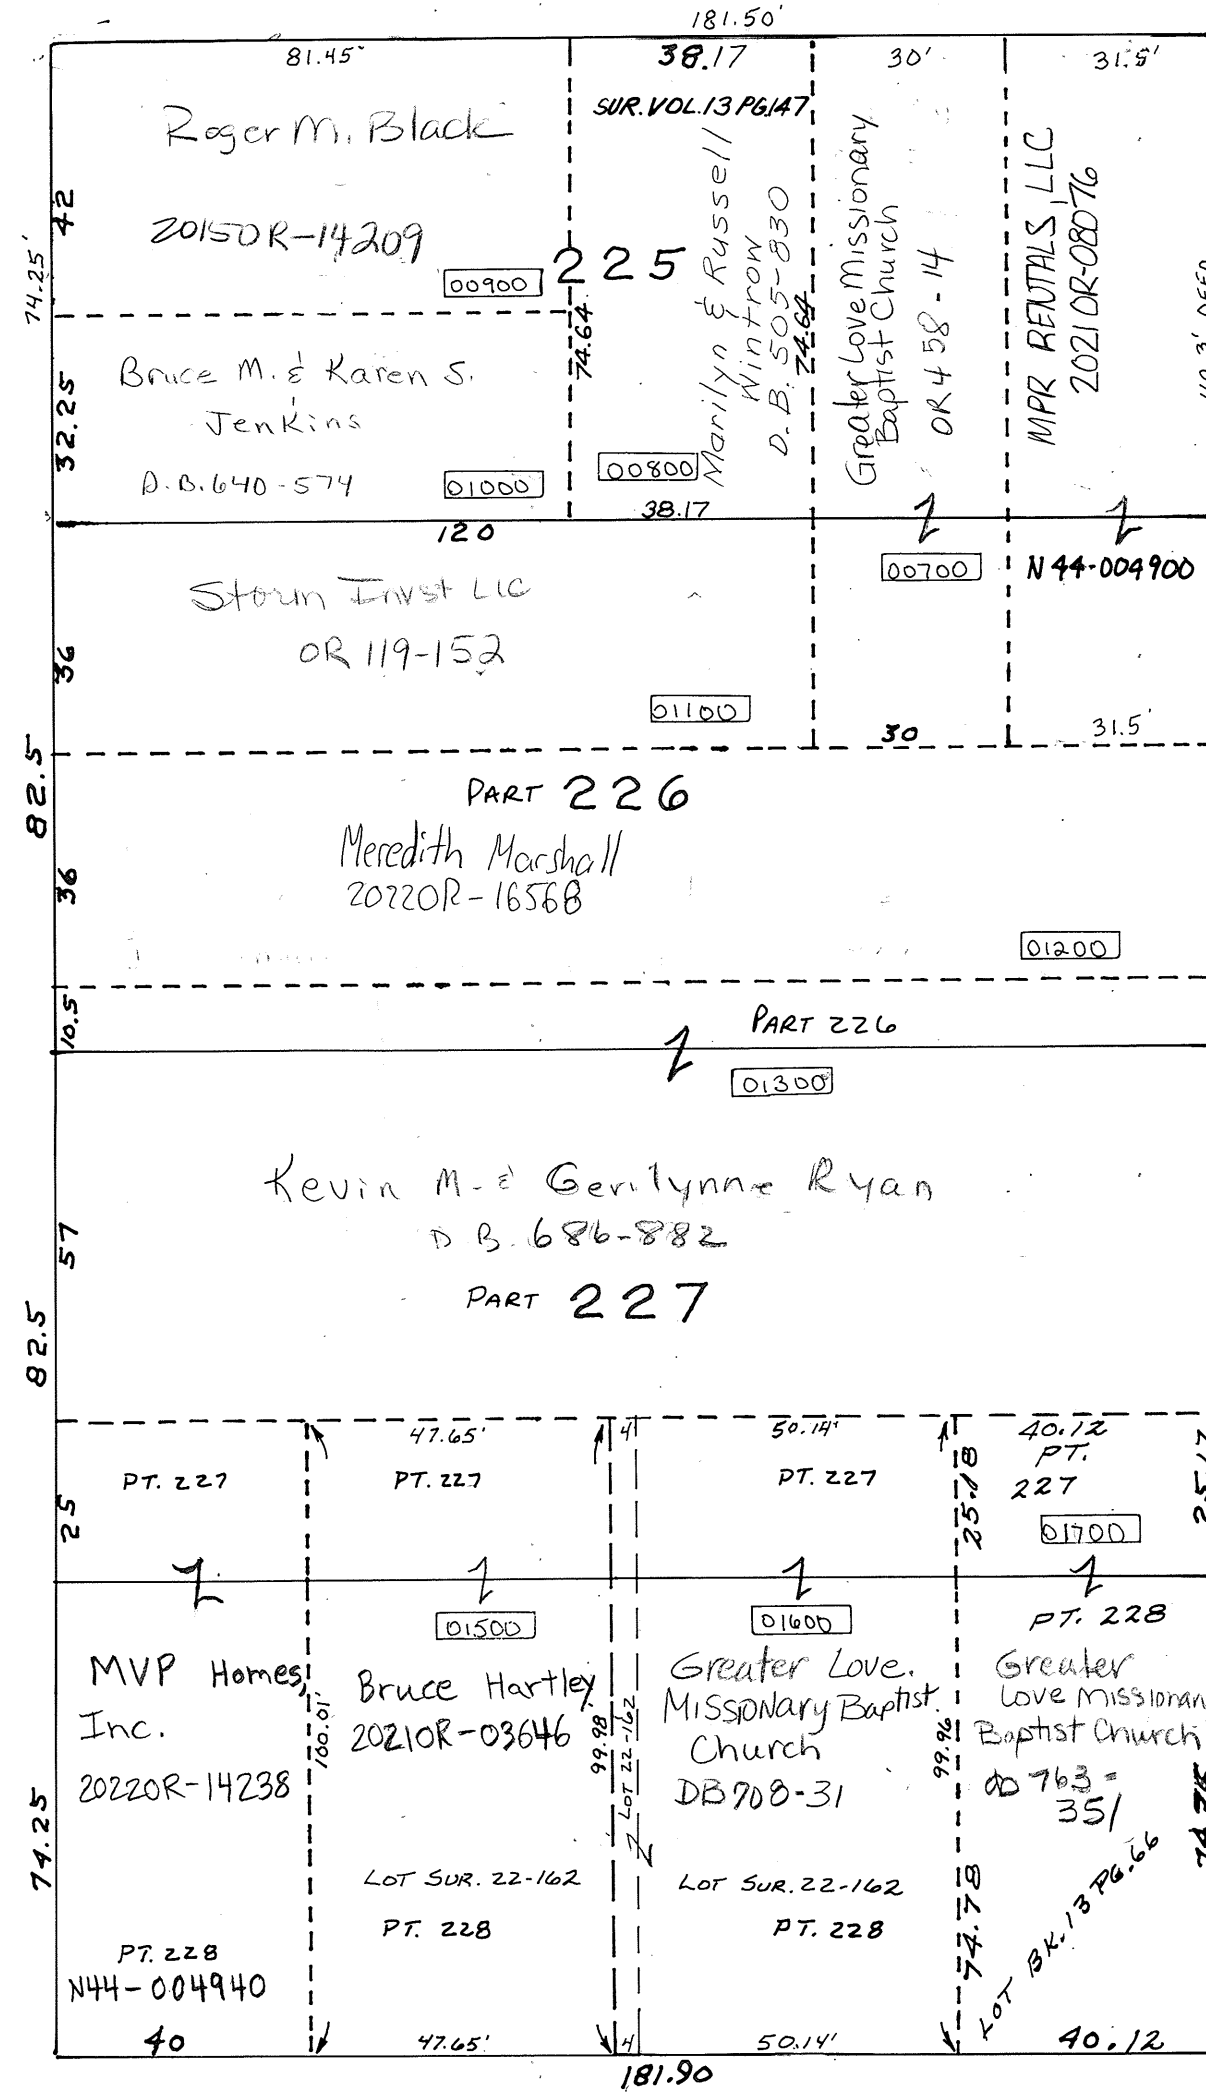 181.50'
81.45'
38.17
30'
31.5'
SUR. VOL. 13 PG.147
Roger M. Black
2015OR-14209
42
74.25'
00900
225
74.64
Marilyn & Russell
Wintrow
D. B. 505-830
74.64
Greater Love Missionary
Baptist Church
OR 458-14
MPR RENTALS, LLC
2021OR-08076
Bruce M. & Karen S.
Jenkins
D.B. 640-574
32.25
01000
00800
38.17
120
00700
N44-004900
Storm Invst LLC
OR 119-152
36
01100
30
31.5'
82.5
PART 226
Meredith Marshall
2022OR-16568
36
01200
10.5
PART 226
01300
Kevin M. & Gerilynne Ryan
D B. 686-882
57
PART 227
82.5
47.65'
4'
50.14'
40.12
PT. 227
PT. 227
PT. 227
PT.
227
25
25.18
25.17
01700
01500
01600
PT. 228
MVP Homes,
Inc.
2022OR-14238
160.01'
Bruce Hartley
2021OR-03646
99.98
LOT 22-162
Greater Love.
MISSIONARY Baptist.
Church
DB 708-31
99.96
Greater
Love Missionar
Baptist Church
763-
351
74.25
LOT SUR. 22-162
PT. 228
LOT SUR. 22-162
PT. 228
74.78
LOT BK. 13 PG. 66
PT. 228
N44-004940
40
47.65'
4'
50.14'
40.12
181.90